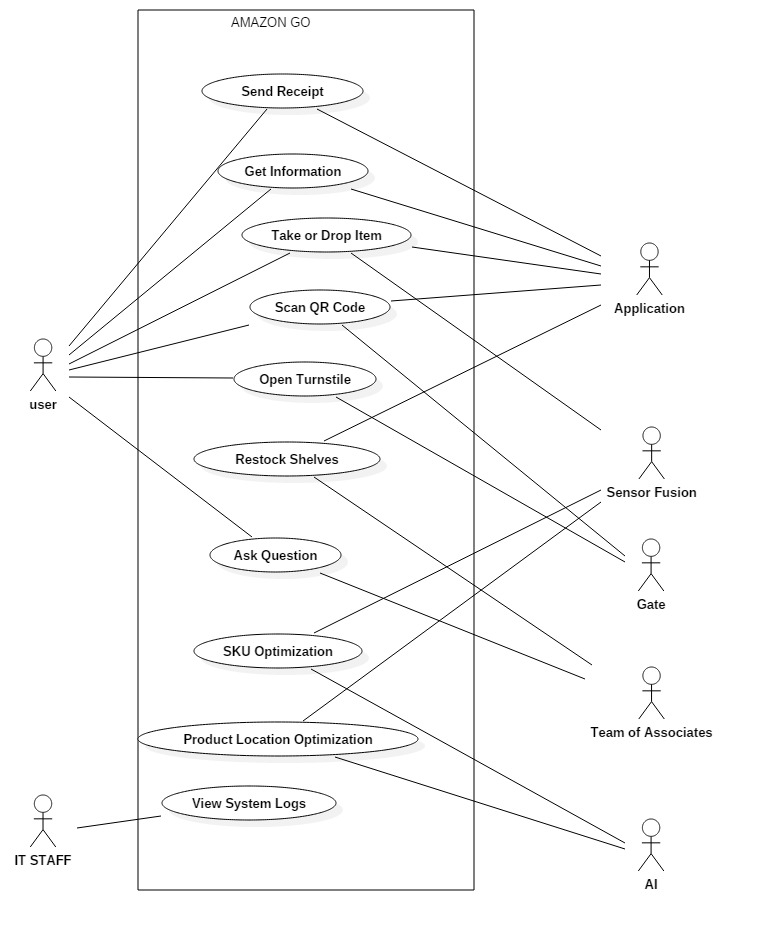 AMAZON GO
Send Receipt
Get Information
Take or Drop Item
Application
Scan QR Code
user
Open Turnstile
Restock Shelves
Sensor Fusion
Ask Question
Gate
SKU Optimization
Team of Associates
Product Location Optimization
View System Logs
IT STAFF
AI